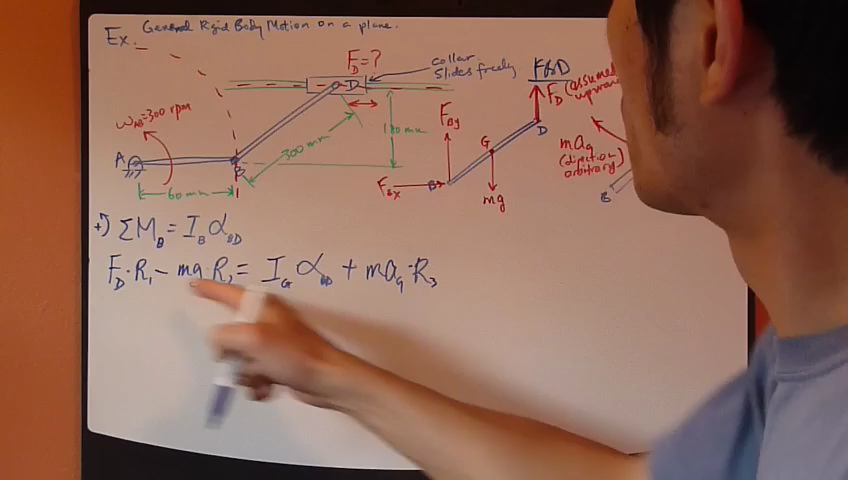 Ex. General Rigid Body Motion on a plane.
F_D = ?
collar slides freely
D
ω_AB = 300 rpm
A
B
60 mm
300 mm
180 mm
FBD
F_D (assumed upward)
F_By
G
D
F_Bx
B
mg
ma_G
(direction arbitrary)
B
+) ΣM_B = I_B α_BD
F_D·R_1 - mg R_2 = I_G α_BD + ma_G·R_3